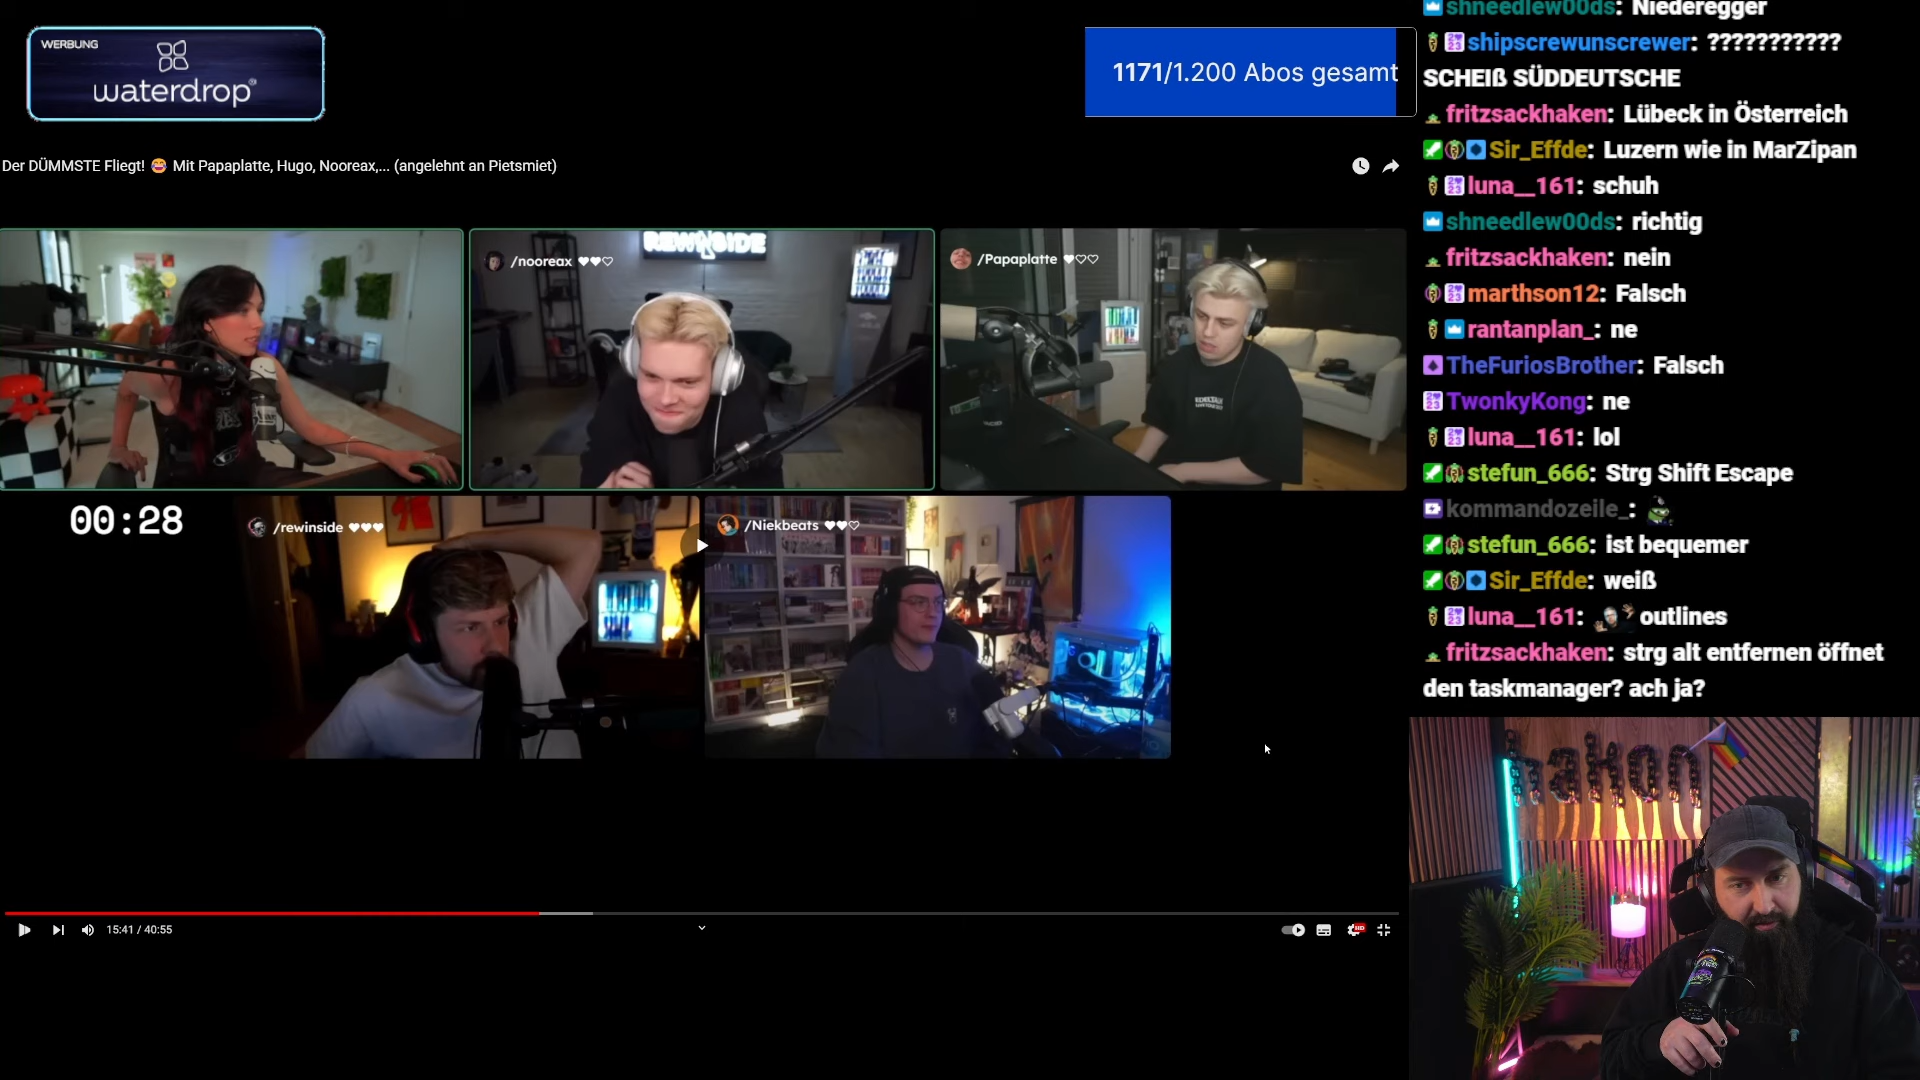 WERBUNG
waterdrop®
1171/1.200 Abos gesamt
Der DÜMMSTE Fliegt! 😂 Mit Papaplatte, Hugo, Nooreax,... (angelehnt an Pietsmiet)
REWINSIDE
/nooreax ♥♥♡
/Papaplatte ♥♡♡
00:28
/rewinside ♥♥♥
/Niekbeats ♥♥♡
15:41 / 40:55
HD
shneedlew00ds: Niederegger
shipscrewunscrewer: ???????????
SCHEIß SÜDDEUTSCHE
fritzsackhaken: Lübeck in Österreich
Sir_Effde: Luzern wie in MarZipan
luna__161: schuh
shneedlew00ds: richtig
fritzsackhaken: nein
marthson12: Falsch
rantanplan_: ne
TheFuriosBrother: Falsch
TwonkyKong: ne
luna__161: lol
stefun_666: Strg Shift Escape
kommandozeile_:
stefun_666: ist bequemer
Sir_Effde: weiß
luna__161: outlines
fritzsackhaken: strg alt entfernen öffnet
den taskmanager? ach ja?